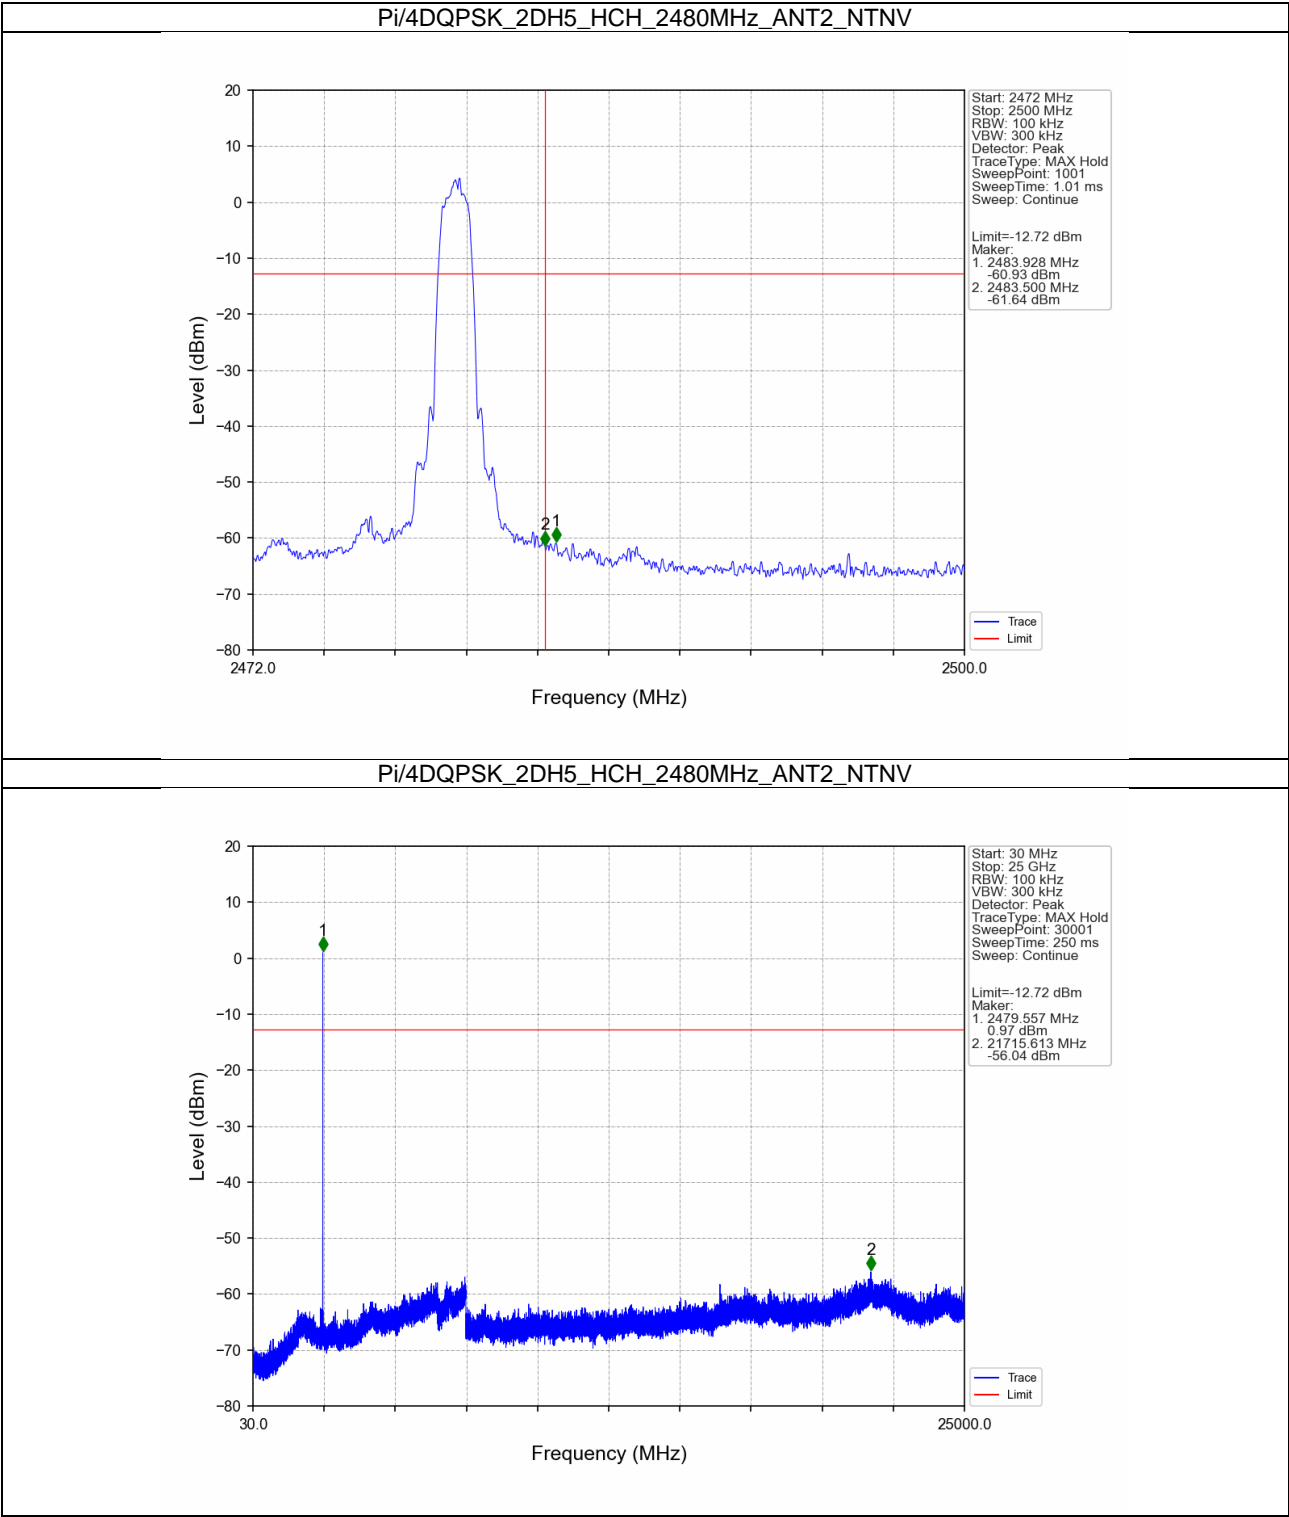 Pi/4DQPSK_2DH5_HCH_2480MHz_ANT2_NTNV
20
10
0
−10
−20
−30
−40
−50
−60
−70
−80
Level (dBm)
2472.0
2500.0
Frequency (MHz)
2
1
Start: 2472 MHz
Stop: 2500 MHz
RBW: 100 kHz
VBW: 300 kHz
Detector: Peak
TraceType: MAX Hold
SweepPoint: 1001
SweepTime: 1.01 ms
Sweep: Continue
Limit=-12.72 dBm
Maker:
1. 2483.928 MHz
-60.93 dBm
2. 2483.500 MHz
-61.64 dBm
Trace
Limit
Pi/4DQPSK_2DH5_HCH_2480MHz_ANT2_NTNV
20
10
0
−10
−20
−30
−40
−50
−60
−70
−80
Level (dBm)
30.0
25000.0
Frequency (MHz)
1
2
Start: 30 MHz
Stop: 25 GHz
RBW: 100 kHz
VBW: 300 kHz
Detector: Peak
TraceType: MAX Hold
SweepPoint: 30001
SweepTime: 250 ms
Sweep: Continue
Limit=-12.72 dBm
Maker:
1. 2479.557 MHz
0.97 dBm
2. 21715.613 MHz
-56.04 dBm
Trace
Limit